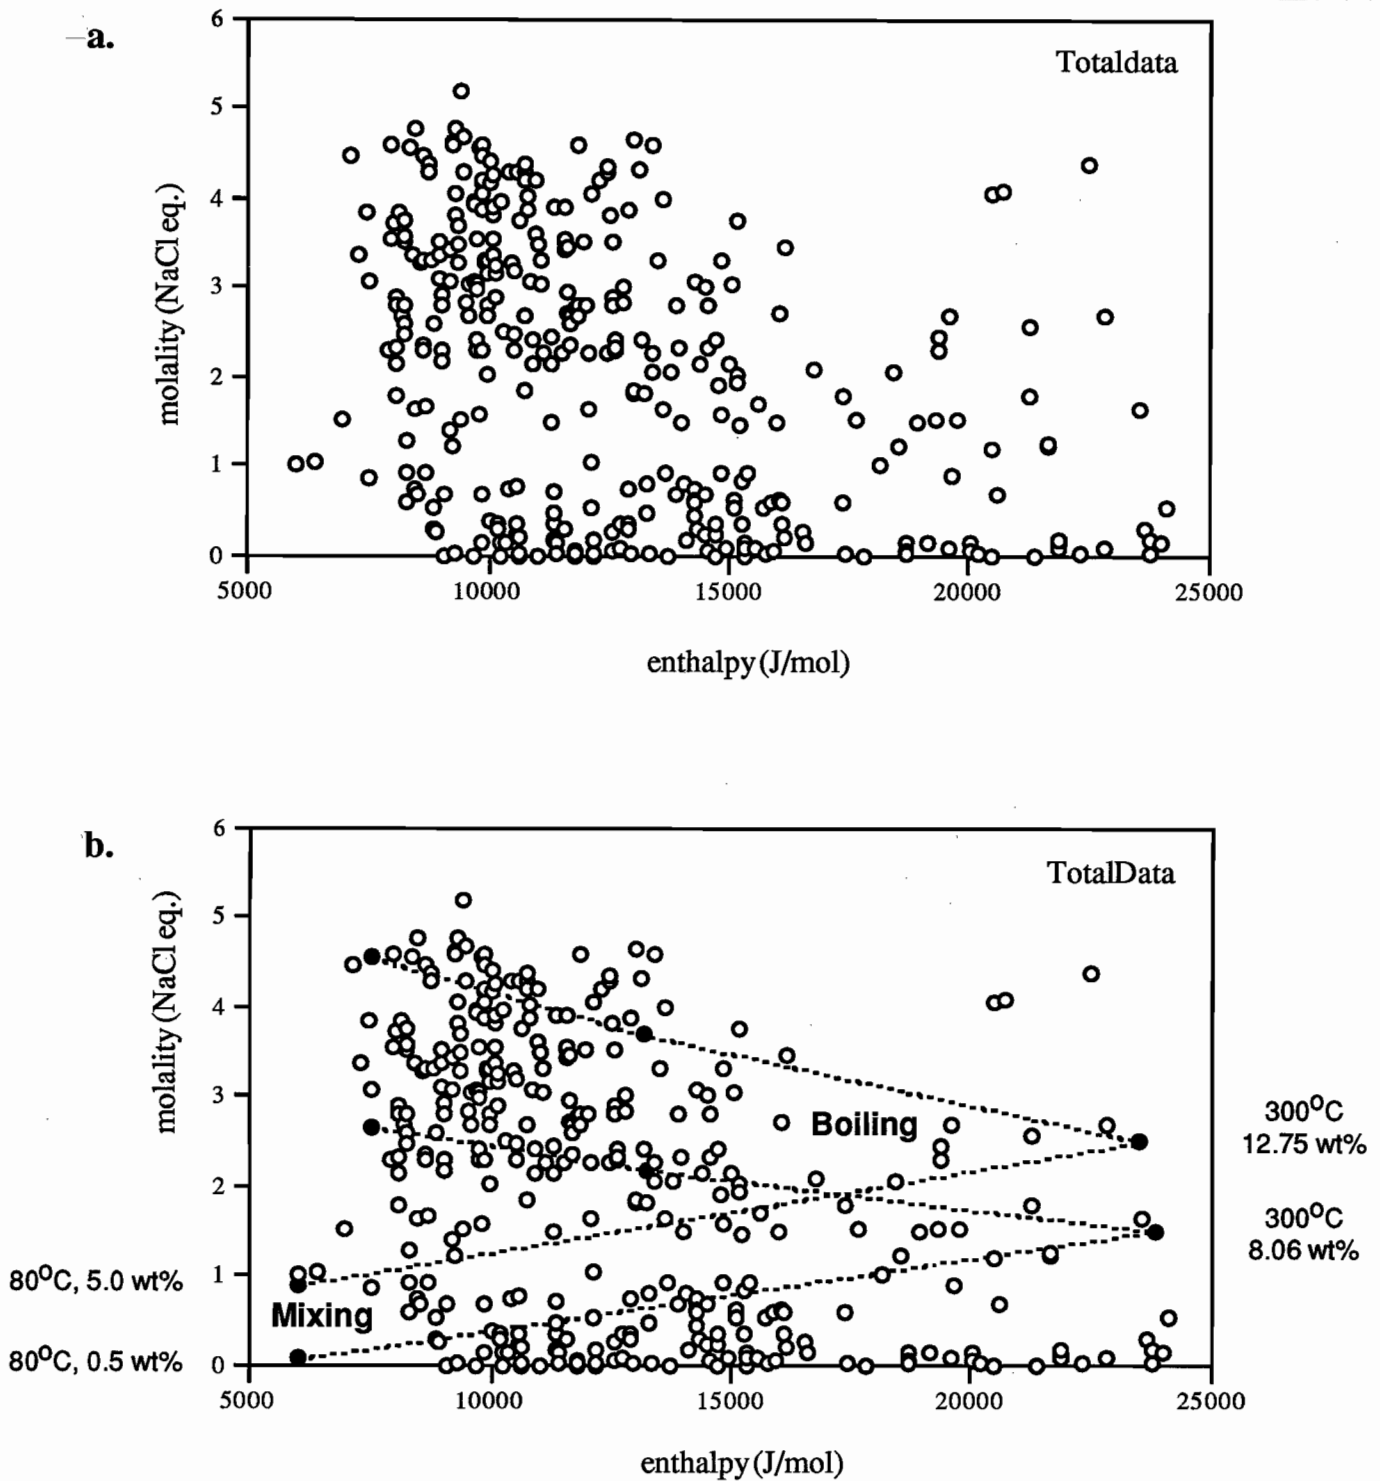 a.
Totaldata
6
5
4
3
2
1
0
molality (NaCl eq.)
5000 10000 15000 20000 25000
enthalpy (J/mol)
b.
TotalData
6
5
4
3
2
1
0
molality (NaCl eq.)
Boiling
300°C
12.75 wt%
300°C
8.06 wt%
80°C, 5.0 wt%
Mixing
80°C, 0.5 wt%
5000 10000 15000 20000 25000
enthalpy (J/mol)